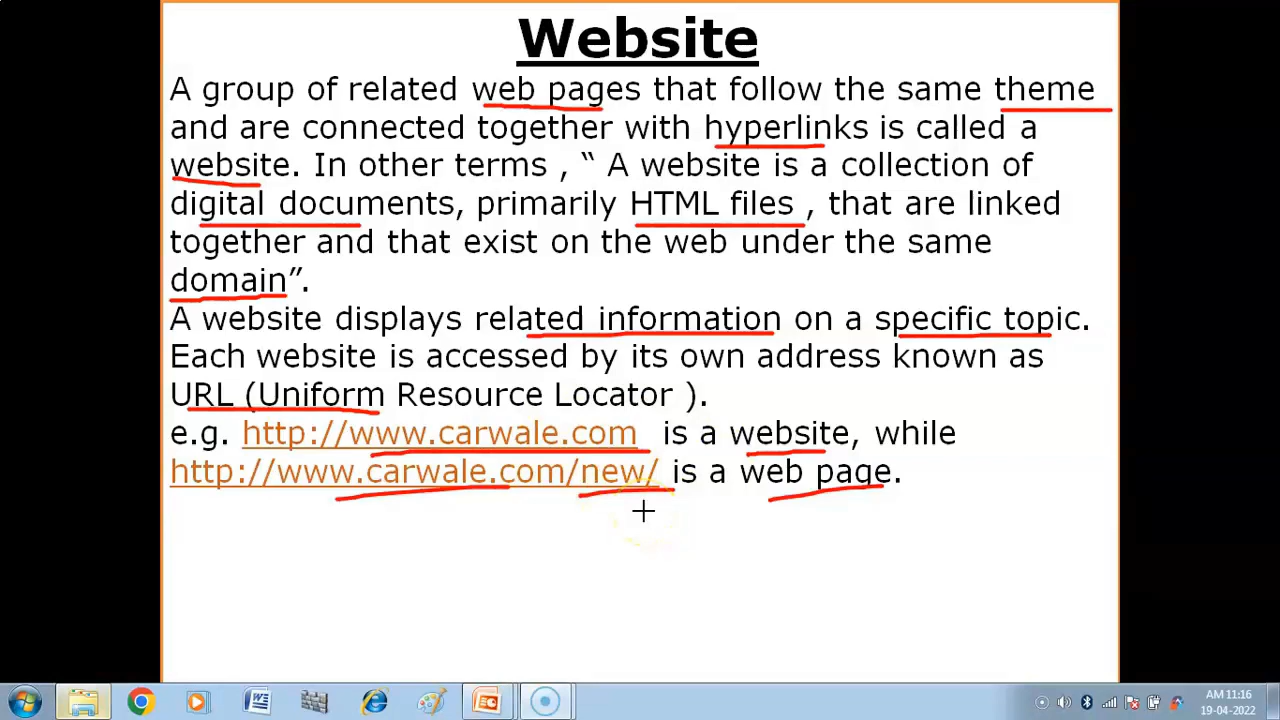 Website
A group of related web pages that follow the same theme
and are connected together with hyperlinks is called a
website. In other terms , “ A website is a collection of
digital documents, primarily HTML files , that are linked
together and that exist on the web under the same
domain”.
A website displays related information on a specific topic.
Each website is accessed by its own address known as
URL (Uniform Resource Locator ).
e.g. http://www.carwale.com is a website, while
http://www.carwale.com/new/ is a web page.
AM 11:16
19-04-2022